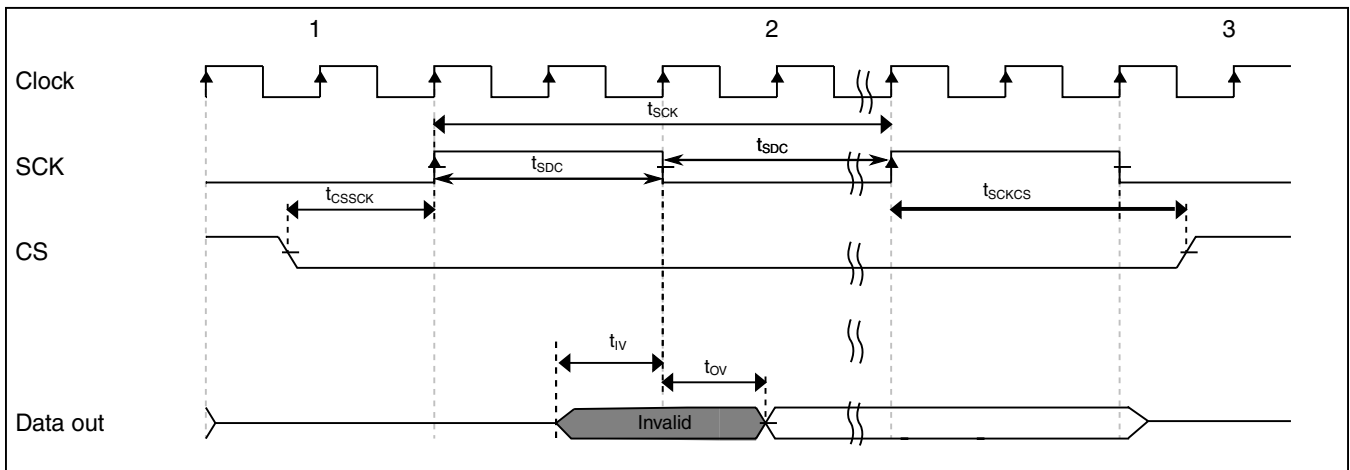 1 2 3
Clock
tSCK
SCK
tSDC
tSDC
tCSSCK
tSCKCS
CS
tIV
tOV
Data out
Invalid